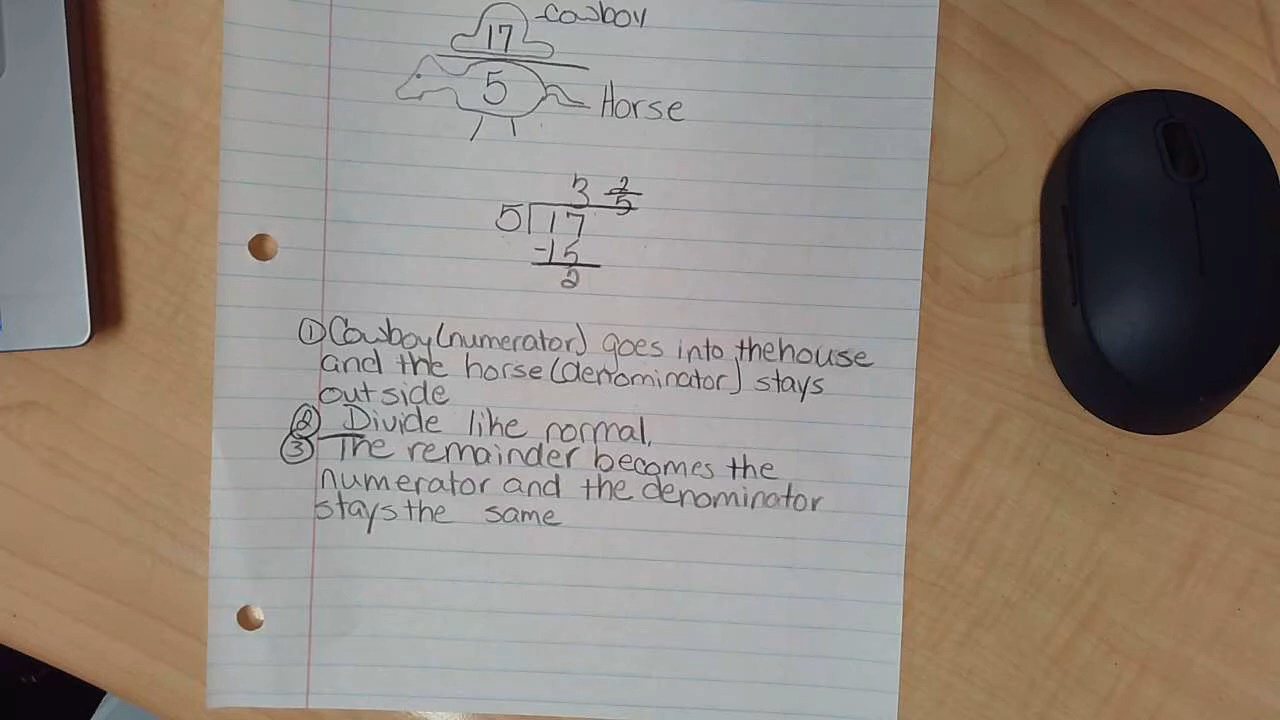 17 - Cowboy
5 Horse
3 2/5
5 17
-15
2
① Cowboy (numerator) goes into the house
and the horse (denominator) stays
outside
② Divide like normal.
③ The remainder becomes the
numerator and the denominator
stays the same